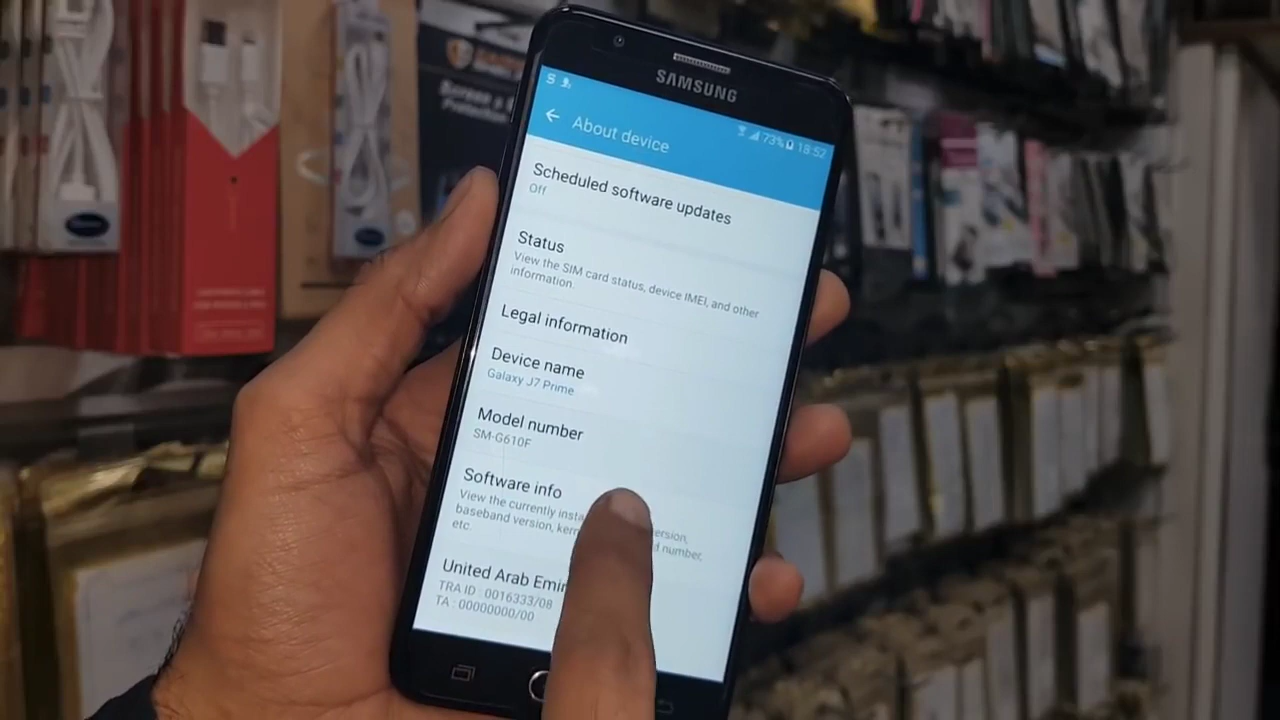 SAMSUNG
73% 18:52
About device
Scheduled software updates
Off
Status
View the SIM card status, device IMEI, and other
information.
Legal information
Device name
Galaxy J7 Prime
Model number
SM-G610F
Software info
View the currently
baseband version,
number,
etc.
United Arab
TRA ID : 0016333/08
TA : 00000000/00